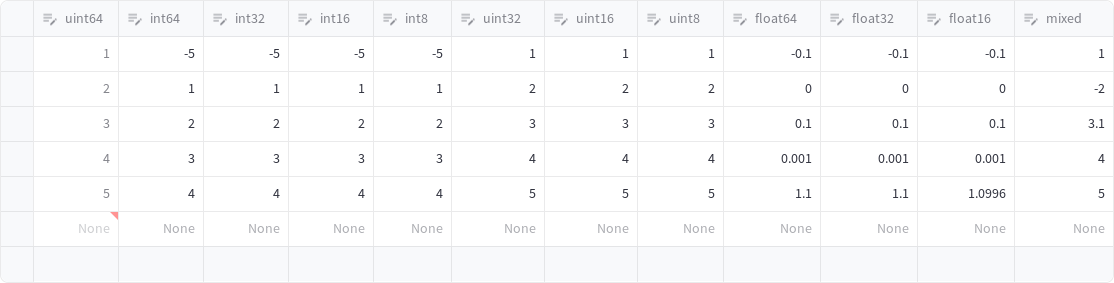 uint64 int64 int32 int16 int8 uint32 uint16 uint8 float64 float32 float16 mixed
1 -5 -5 -5 -5 1 1 1 -0.1 -0.1 -0.1 1
2 1 1 1 1 2 2 2 0 0 0 -2
3 2 2 2 2 3 3 3 0.1 0.1 0.1 3.1
4 3 3 3 3 4 4 4 0.001 0.001 0.001 4
5 4 4 4 4 5 5 5 1.1 1.1 1.0996 5
None None None None None None None None None None None None